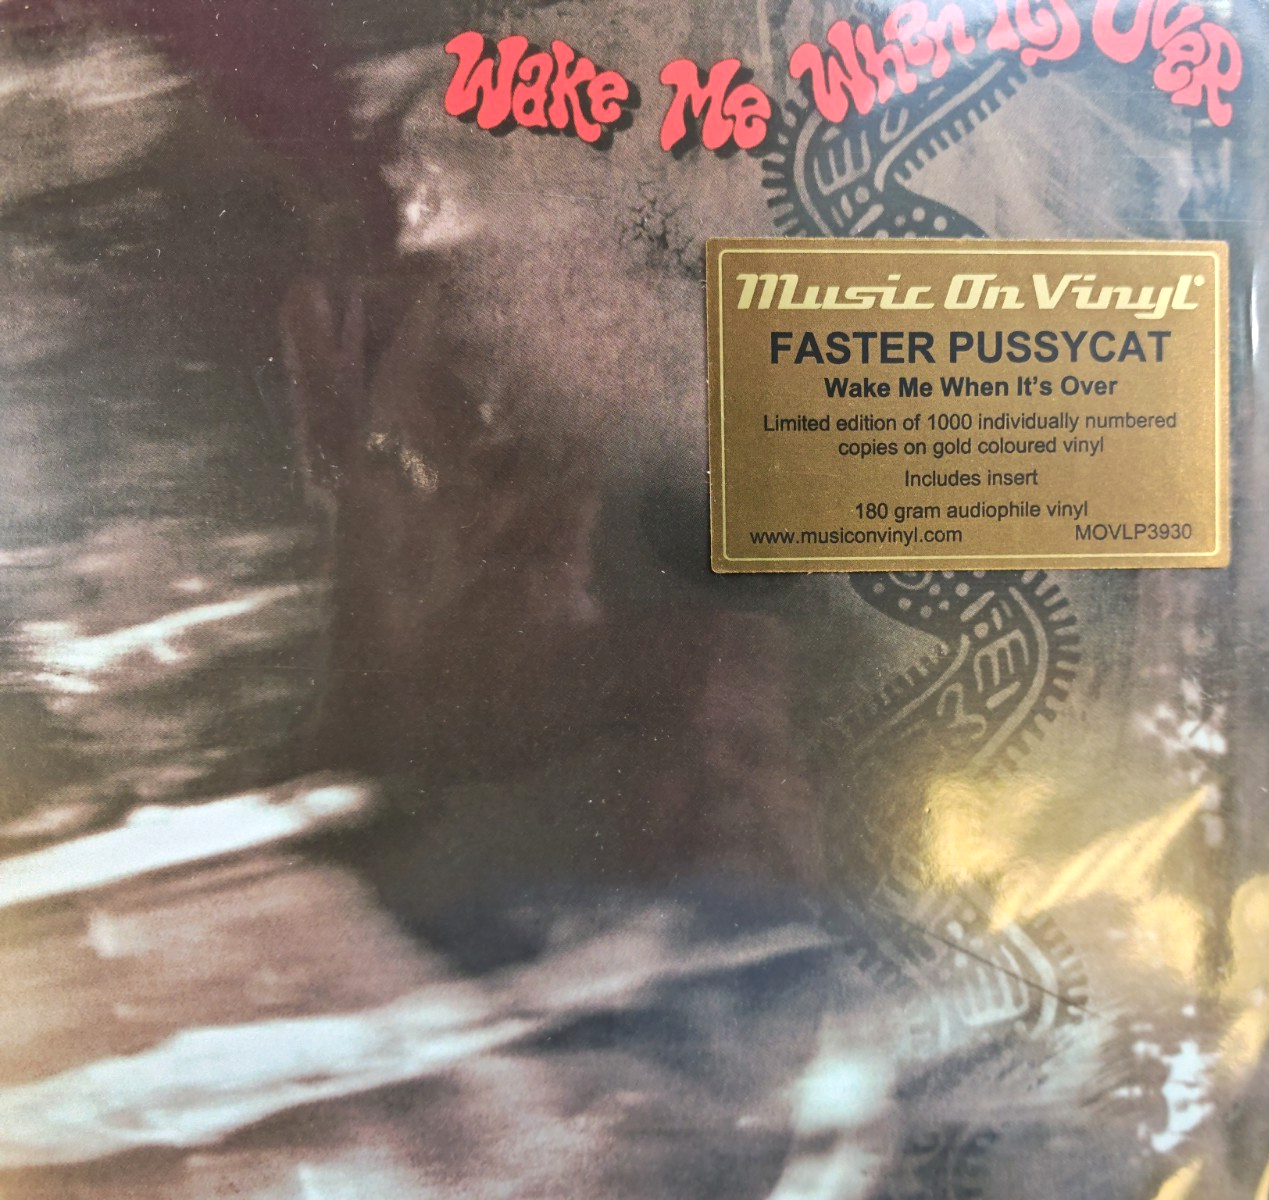 Wake Me When It's Over
Music On Vinyl
FASTER PUSSYCAT
Wake Me When It's Over
Limited edition of 1000 individually numbered
copies on gold coloured vinyl
Includes insert
180 gram audiophile vinyl
www.musiconvinyl.com MOVLP3930